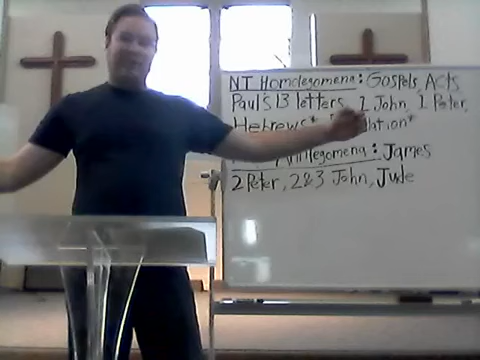 NT Homolegomena: Gospels, Acts
Paul's 13 letters, 1 John, 1 Peter,
Hebrews*
Antilegomena: James
2 Peter, 2&3 John, Jude